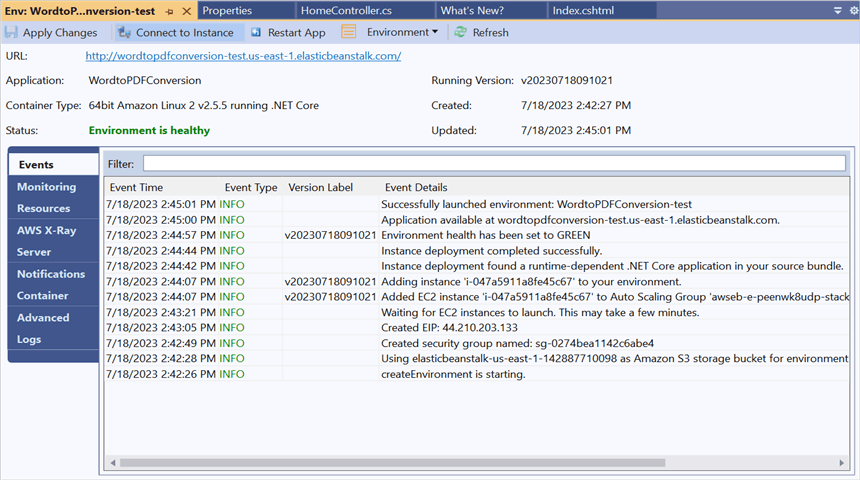 Env: WordtoP...nversion-test Properties HomeController.cs What's New? Index.cshtml
Apply Changes Connect to Instance Restart App Environment Refresh
URL: http://wordtopdfconversion-test.us-east-1.elasticbeanstalk.com/
Application: WordtoPDFConversion Running Version: v20230718091021
Container Type: 64bit Amazon Linux 2 v2.5.5 running .NET Core Created: 7/18/2023 2:42:27 PM
Status: Environment is healthy Updated: 7/18/2023 2:45:01 PM
Events
Monitoring
Resources
AWS X-Ray
Server
Notifications
Container
Advanced
Logs
Filter:
Event Time Event Type Version Label Event Details
7/18/2023 2:45:01 PM INFO Successfully launched environment: WordtoPDFConversion-test
7/18/2023 2:45:00 PM INFO Application available at wordtopdfconversion-test.us-east-1.elasticbeanstalk.com.
7/18/2023 2:44:57 PM INFO v20230718091021 Environment health has been set to GREEN
7/18/2023 2:44:44 PM INFO Instance deployment completed successfully.
7/18/2023 2:44:42 PM INFO Instance deployment found a runtime-dependent .NET Core application in your source bundle.
7/18/2023 2:44:07 PM INFO v20230718091021 Adding instance 'i-047a5911a8fe45c67' to your environment.
7/18/2023 2:44:07 PM INFO v20230718091021 Added EC2 instance 'i-047a5911a8fe45c67' to Auto Scaling Group 'awseb-e-peenwk8udp-stack
7/18/2023 2:43:21 PM INFO Waiting for EC2 instances to launch. This may take a few minutes.
7/18/2023 2:43:05 PM INFO Created EIP: 44.210.203.133
7/18/2023 2:42:49 PM INFO Created security group named: sg-0274bea1142c6abe4
7/18/2023 2:42:28 PM INFO Using elasticbeanstalk-us-east-1-142887710098 as Amazon S3 storage bucket for environment
7/18/2023 2:42:26 PM INFO createEnvironment is starting.